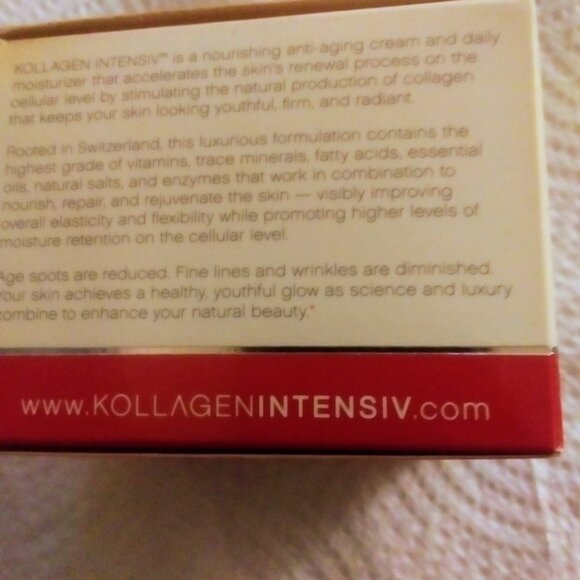 KOLLAGEN INTENSIV™ is a nourishing anti-aging cream and daily
moisturizer that accelerates the skin's renewal process on the
cellular level by stimulating the natural production of collagen
that keeps your skin looking youthful, firm, and radiant.
Rooted in Switzerland, this luxurious formulation contains the
highest grade of vitamins, trace minerals, fatty acids, essential
oils, natural salts, and enzymes that work in combination to
nourish, repair, and rejuvenate the skin — visibly improving
overall elasticity and flexibility while promoting higher levels of
moisture retention on the cellular level.
Age spots are reduced. Fine lines and wrinkles are diminished.
Your skin achieves a healthy, youthful glow as science and luxury
combine to enhance your natural beauty.*
www.KOLLAGENINTENSIV.com